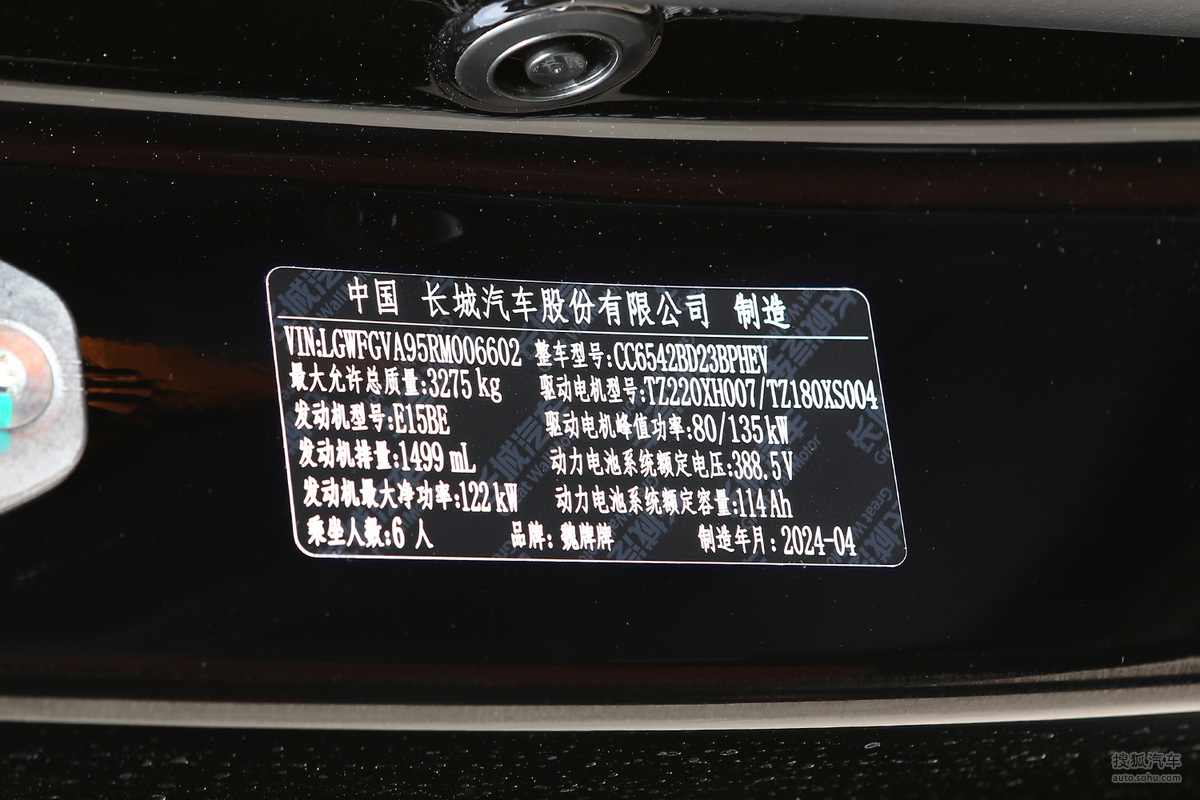 中国 长城汽车股份有限公司 制造
VIN:LGWFGVA95RM006602 整车型号:CC6542BD23BPHEV
最大允许总质量:3275 kg 驱动电机型号:TZ220XH007/TZ180XS004
发动机型号:E15BE 驱动电机峰值功率:80/135 kW
发动机排量:1499 mL 动力电池系统额定电压:388.5V
发动机最大净功率:122 kW 动力电池系统额定容量:114 Ah
乘坐人数:6 人 品牌: 魏牌牌 制造年月: 2024-04
搜狐汽车
auto.sohu.com